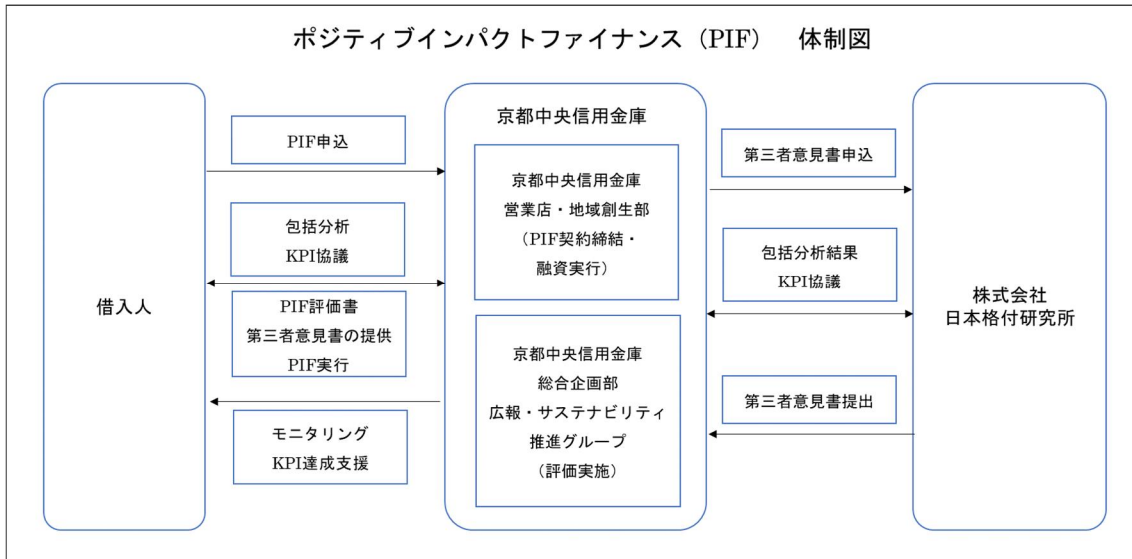 ポジティブインパクトファイナンス（PIF）　体制図
借入人
PIF申込
包括分析
KPI協議
PIF評価書
第三者意見書の提供
PIF実行
モニタリング
KPI達成支援
京都中央信用金庫
京都中央信用金庫
営業店・地域創生部
（PIF契約締結・
融資実行）
京都中央信用金庫
総合企画部
広報・サステナビリティ
推進グループ
（評価実施）
第三者意見書申込
包括分析結果
KPI協議
第三者意見書提出
株式会社
日本格付研究所